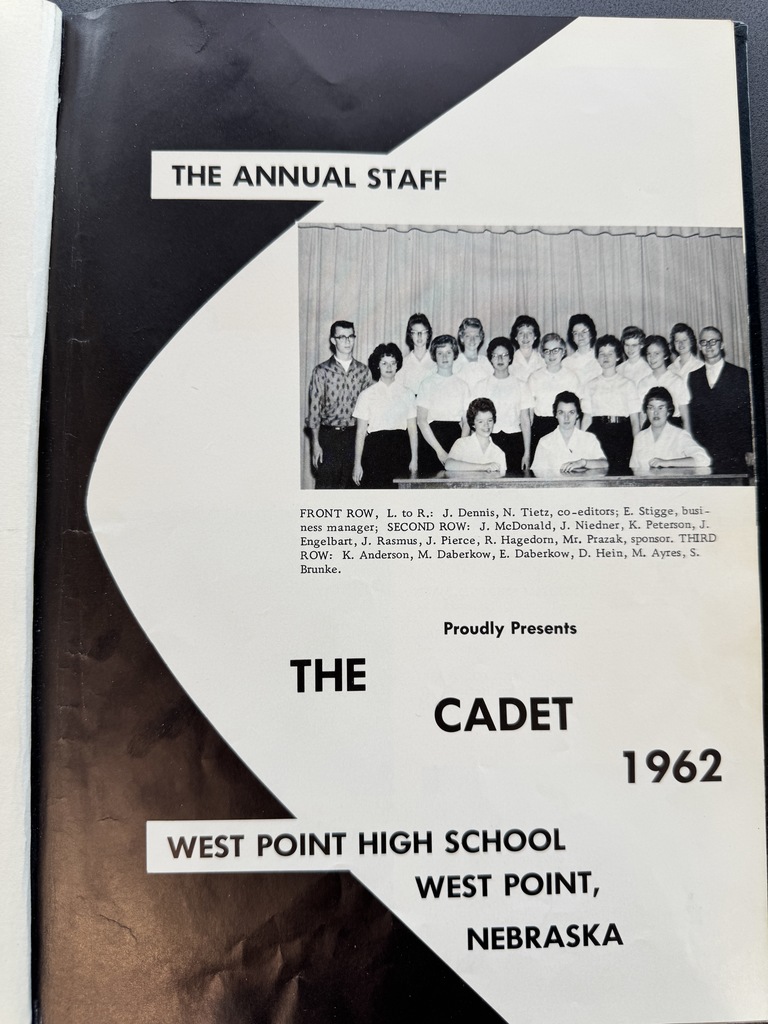 THE ANNUAL STAFF
FRONT ROW, L. to R.: J. Dennis, N. Tietz, co-editors; E. Stigge, busi-
ness manager; SECOND ROW: J. McDonald, J. Niedner, K. Peterson, J.
Engelbart, J. Rasmus, J. Pierce, R. Hagedorn, Mr. Prazak, sponsor. THIRD
ROW: K. Anderson, M. Daberkow, E. Daberkow, D. Hein, M. Ayres, S.
Brunke.
Proudly Presents
THE
CADET
1962
WEST POINT HIGH SCHOOL
WEST POINT,
NEBRASKA